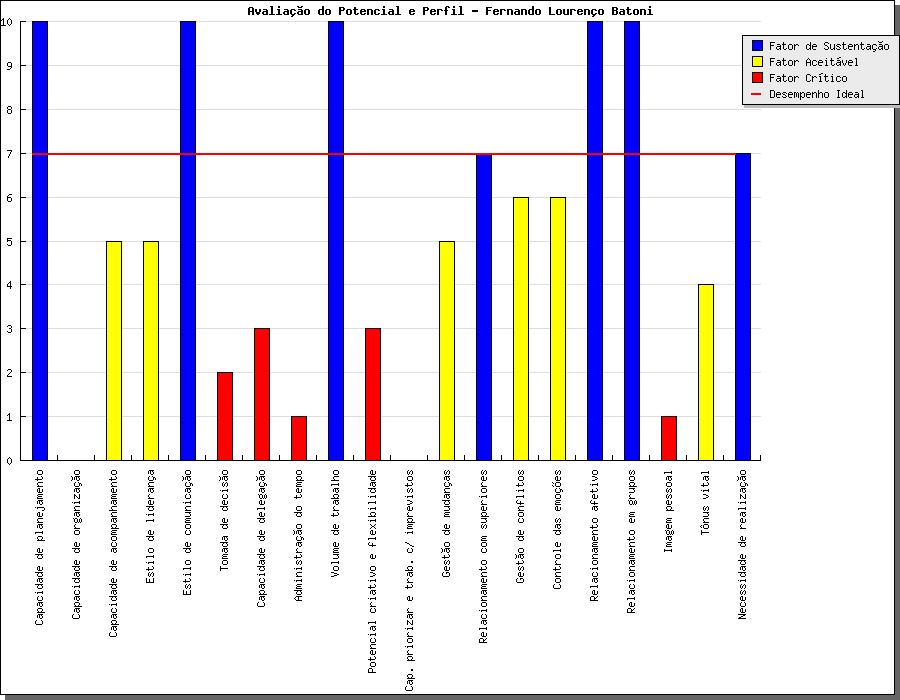 Avaliação do Potencial e Perfil - Fernando Lourenço Batoni
Fator de Sustentação
Fator Aceitável
Fator Crítico
Desempenho Ideal
10
9
8
7
6
5
4
3
2
1
0
Capacidade de planejamento
Capacidade de organização
Capacidade de acompanhamento
Estilo de liderança
Estilo de comunicação
Tomada de decisão
Capacidade de delegação
Administração do tempo
Volume de trabalho
Potencial criativo e flexibilidade
Cap. priorizar e trab. c/ imprevistos
Gestão de mudanças
Relacionamento com superiores
Gestão de conflitos
Controle das emoções
Relacionamento afetivo
Relacionamento em grupos
Imagem pessoal
Tônus vital
Necessidade de realização